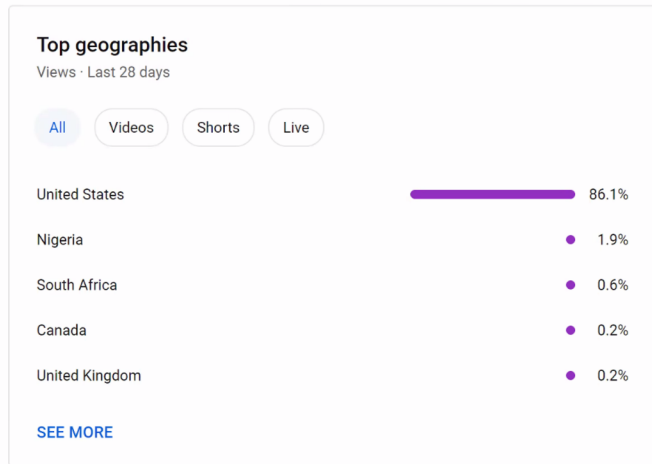 Top geographies
Views · Last 28 days
All Videos Shorts Live
United States 86.1%
Nigeria 1.9%
South Africa 0.6%
Canada 0.2%
United Kingdom 0.2%
SEE MORE